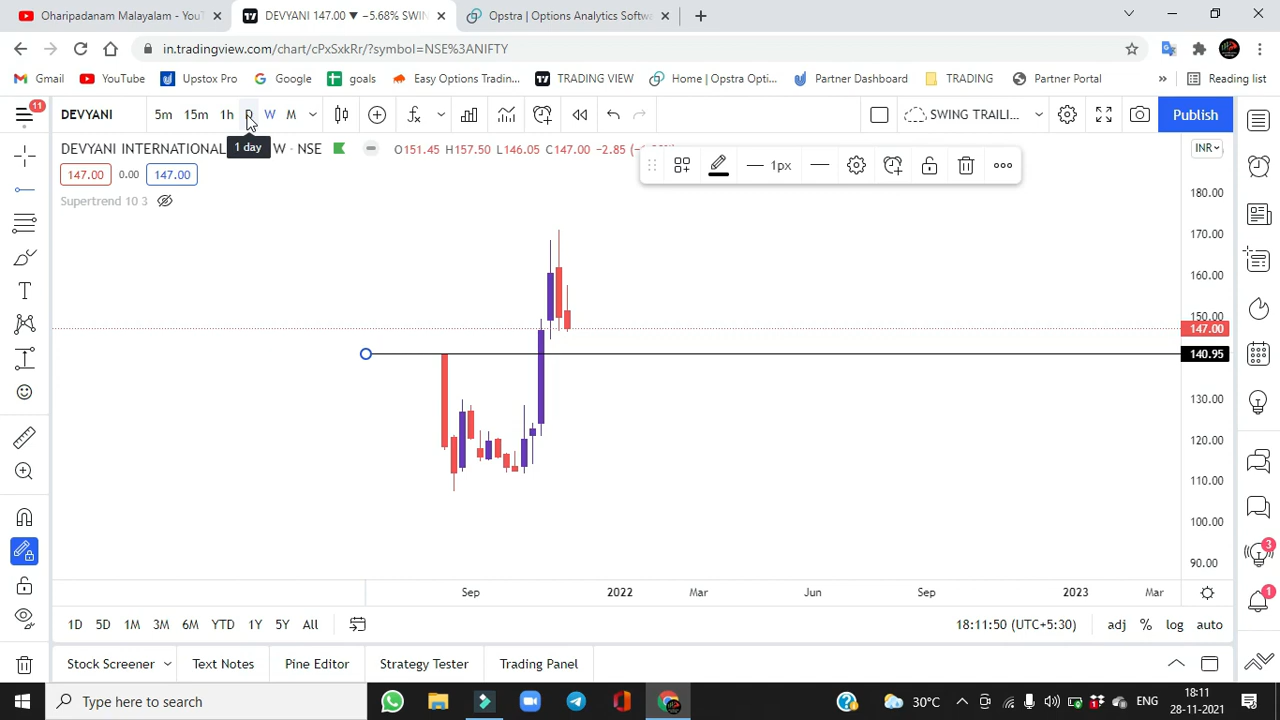 Oharipadanam Malayalam - YouT
DEVYANI 147.00 ▼ −5.68% SWIN
Opstra | Options Analytics Softwa
in.tradingview.com/chart/cPxSxkRr/?symbol=NSE%3ANIFTY
Gmail YouTube Upstox Pro Google goals Easy Options Tradin... TRADING VIEW Home | Opstra Opti... Partner Dashboard TRADING Partner Portal » Reading list
11
DEVYANI 5m 15m 1h D W M SWING TRAILI... Publish
1 day
DEVYANI INTERNATIONAL W · NSE O151.45 H157.50 L146.05 C147.00 −2.85 INR
147.00 0.00 147.00
1px
Supertrend 10 3
180.00
170.00
160.00
150.00
147.00
140.95
130.00
120.00
110.00
100.00
90.00
Sep 2022 Mar Jun Sep 2023 Mar
1D 5D 1M 3M 6M YTD 1Y 5Y All 18:11:50 (UTC+5:30) adj % log auto
3
1
Stock Screener Text Notes Pine Editor Strategy Tester Trading Panel
Type here to search
30°C ENG 18:11
28-11-2021